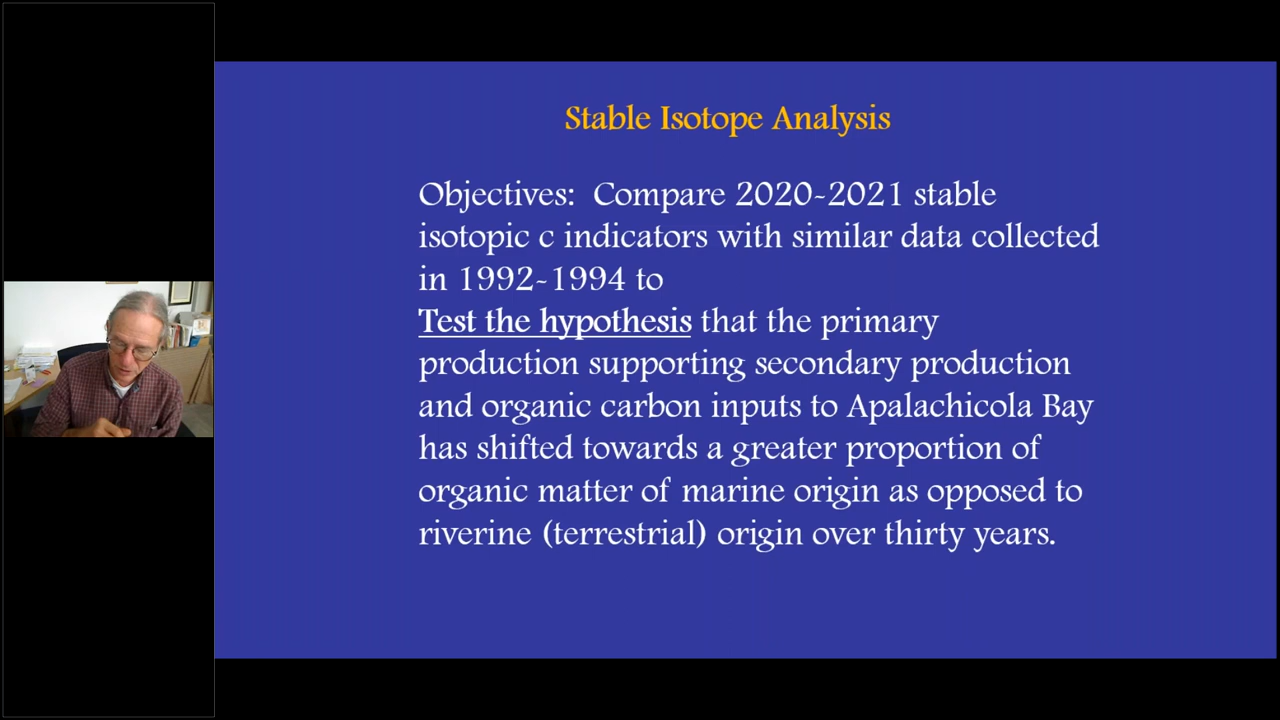 Stable Isotope Analysis
Objectives:  Compare 2020-2021 stable
isotopic c indicators with similar data collected
in 1992-1994 to
Test the hypothesis that the primary
production supporting secondary production
and organic carbon inputs to Apalachicola Bay
has shifted towards a greater proportion of
organic matter of marine origin as opposed to
riverine (terrestrial) origin over thirty years.